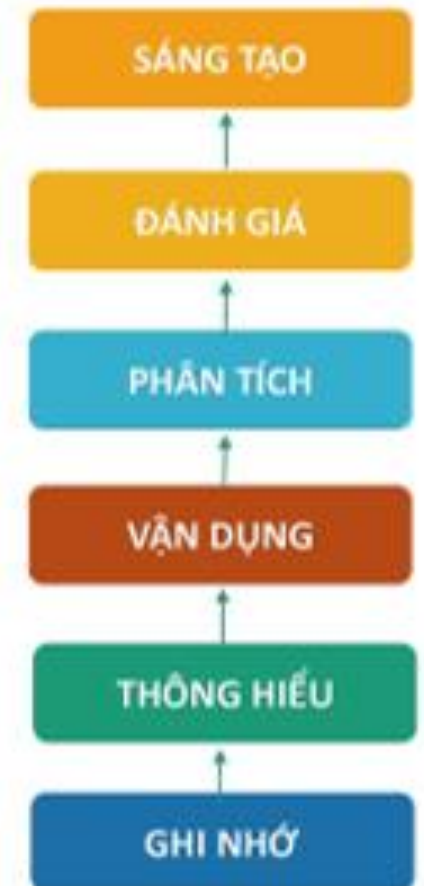 SÁNG TẠO
ĐÁNH GIÁ
PHÂN TÍCH
VẬN DỤNG
THÔNG HIỂU
GHI NHỚ